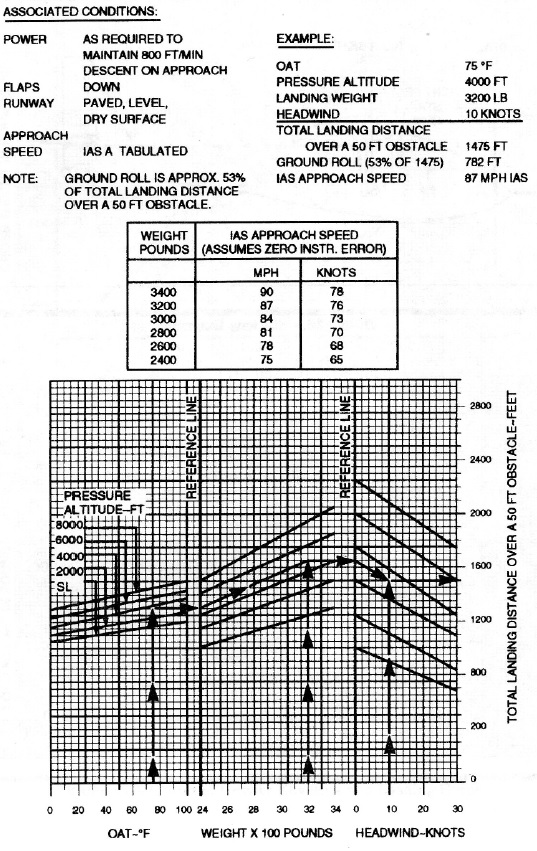 ASSOCIATED CONDITIONS:
POWER AS REQUIRED TO
MAINTAIN 800 FT/MIN
DESCENT ON APPROACH
FLAPS DOWN
RUNWAY PAVED, LEVEL,
DRY SURFACE
APPROACH
SPEED IAS A TABULATED
NOTE: GROUND ROLL IS APPROX. 53%
OF TOTAL LANDING DISTANCE
OVER A 50 FT OBSTACLE.
EXAMPLE:
OAT 75 °F
PRESSURE ALTITUDE 4000 FT
LANDING WEIGHT 3200 LB
HEADWIND 10 KNOTS
TOTAL LANDING DISTANCE
OVER A 50 FT OBSTACLE 1475 FT
GROUND ROLL (53% OF 1475) 782 FT
IAS APPROACH SPEED 87 MPH IAS
WEIGHT IAS APPROACH SPEED
POUNDS (ASSUMES ZERO INSTR. ERROR)
MPH KNOTS
3400 90 78
3200 87 76
3000 84 73
2800 81 70
2600 78 68
2400 75 65
REFERENCE LINE
REFERENCE LINE
PRESSURE
ALTITUDE–FT
8000
6000
4000
2000
SL
2800
2400
2000
1600
1200
800
200
0
TOTAL LANDING DISTANCE OVER A 50 FT OBSTACLE–FEET
0 20 40 60 80 100 24 26 28 30 32 34 0 10 20 30
OAT~°F WEIGHT X 100 POUNDS HEADWIND~KNOTS